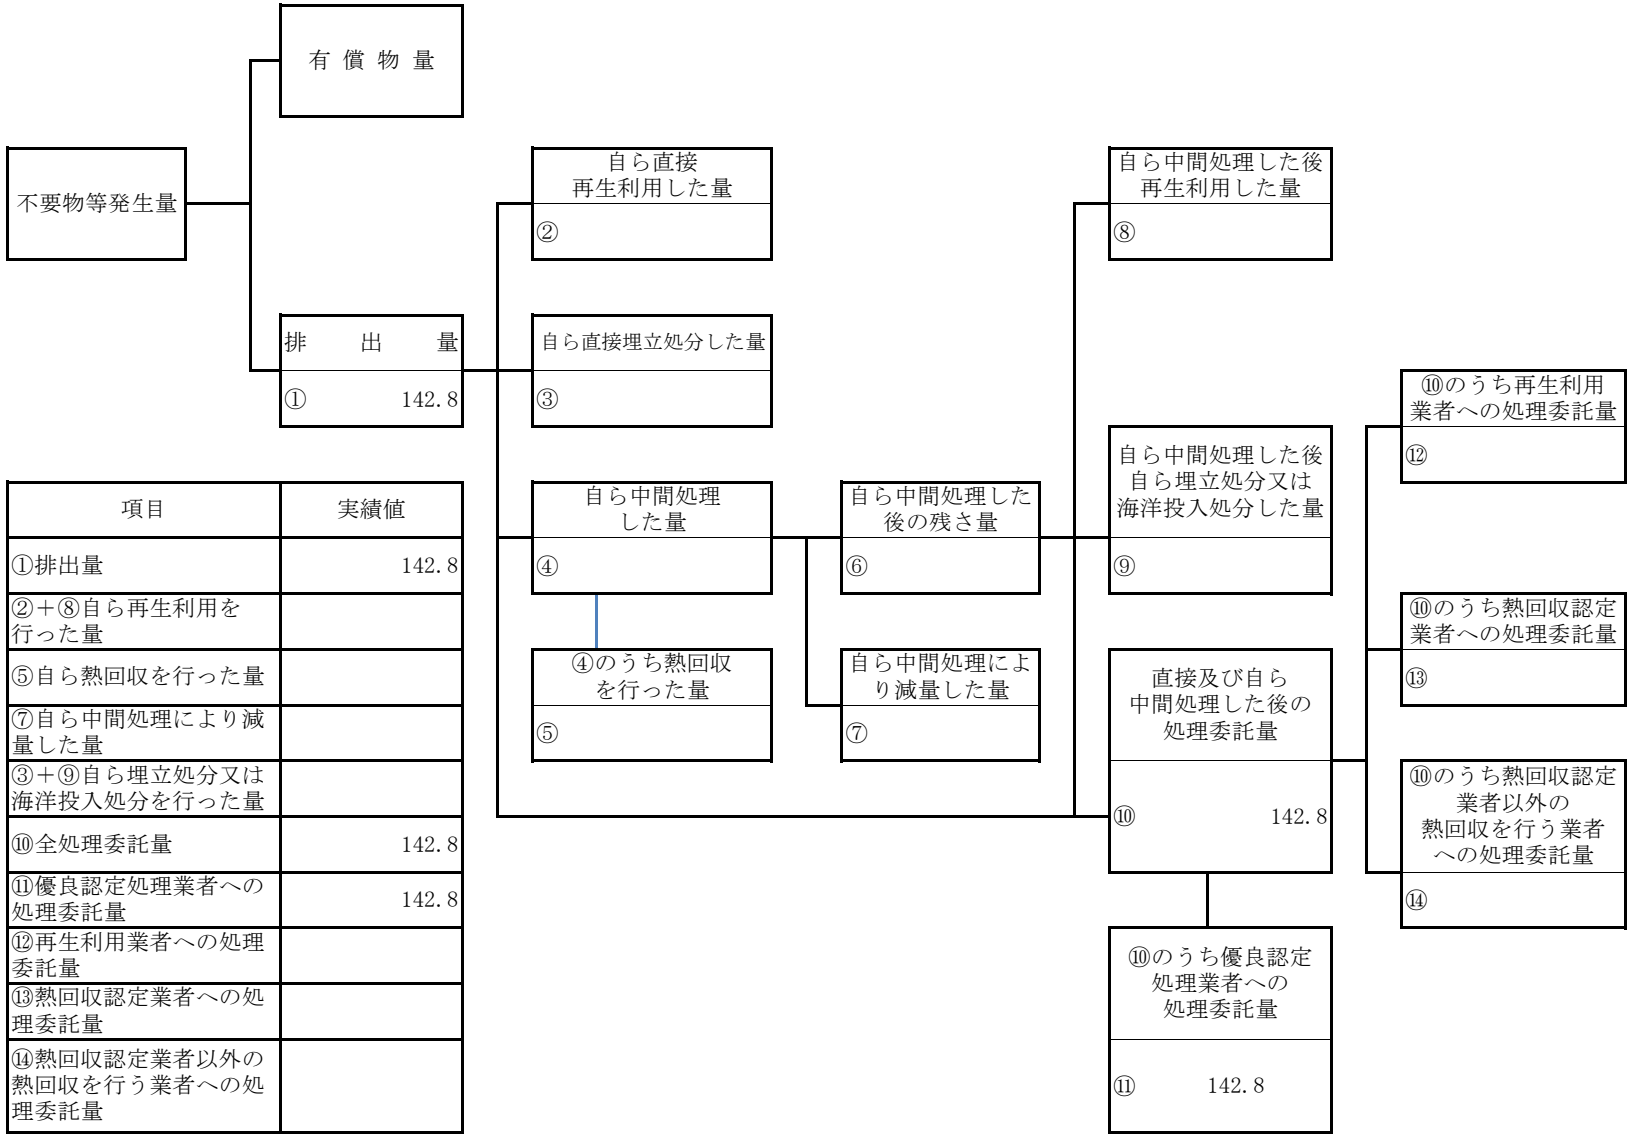 有償物量
不要物等発生量
排出量
① 142.8
自ら直接
再生利用した量
②
自ら直接埋立処分した量
③
自ら中間処理
した量
④
④のうち熱回収
を行った量
⑤
自ら中間処理した
後の残さ量
⑥
自ら中間処理によ
り減量した量
⑦
自ら中間処理した後
再生利用した量
⑧
自ら中間処理した後
自ら埋立処分又は
海洋投入処分した量
⑨
直接及び自ら
中間処理した後の
処理委託量
⑩ 142.8
⑩のうち優良認定
処理業者への
処理委託量
⑪ 142.8
⑩のうち再生利用
業者への処理委託量
⑫
⑩のうち熱回収認定
業者への処理委託量
⑬
⑩のうち熱回収認定
業者以外の
熱回収を行う業者
への処理委託量
⑭
項目 実績値
①排出量 142.8
②＋⑧自ら再生利用を
行った量
⑤自ら熱回収を行った量
⑦自ら中間処理により減
量した量
③＋⑨自ら埋立処分又は
海洋投入処分を行った量
⑩全処理委託量 142.8
⑪優良認定処理業者への
処理委託量 142.8
⑫再生利用業者への処理
委託量
⑬熱回収認定業者への処
理委託量
⑭熱回収認定業者以外の
熱回収を行う業者への処
理委託量